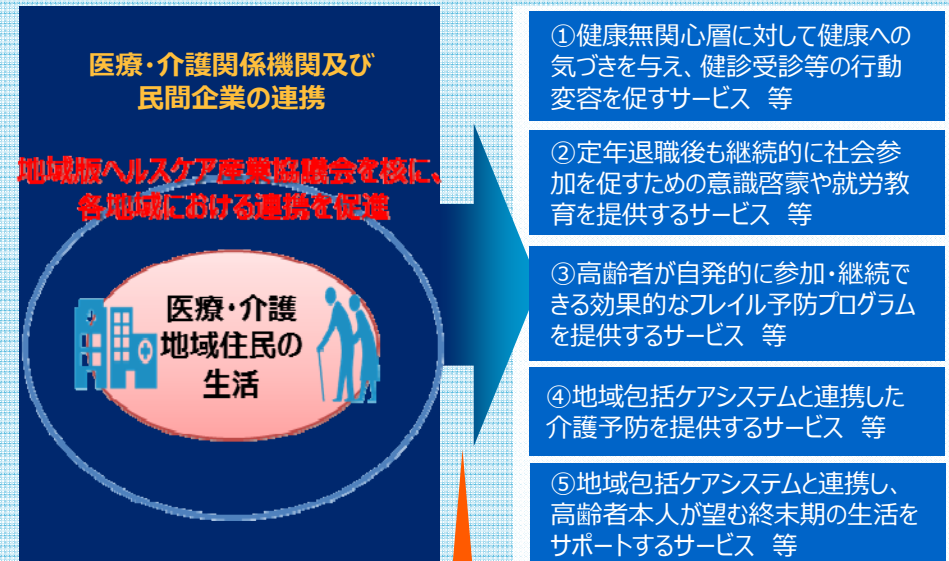 医療・介護関係機関及び
民間企業の連携
地域版ヘルスケア産業協議会を核に、
各地域における連携を促進
医療・介護
地域住民の
生活
①健康無関心層に対して健康への
気づきを与え、健診受診等の行動
変容を促すサービス 等
②定年退職後も継続的に社会参
加を促すための意識啓蒙や就労教
育を提供するサービス 等
③高齢者が自発的に参加・継続で
きる効果的なフレイル予防プログラム
を提供するサービス 等
④地域包括ケアシステムと連携した
介護予防を提供するサービス 等
⑤地域包括ケアシステムと連携し、
高齢者本人が望む終末期の生活を
サポートするサービス 等